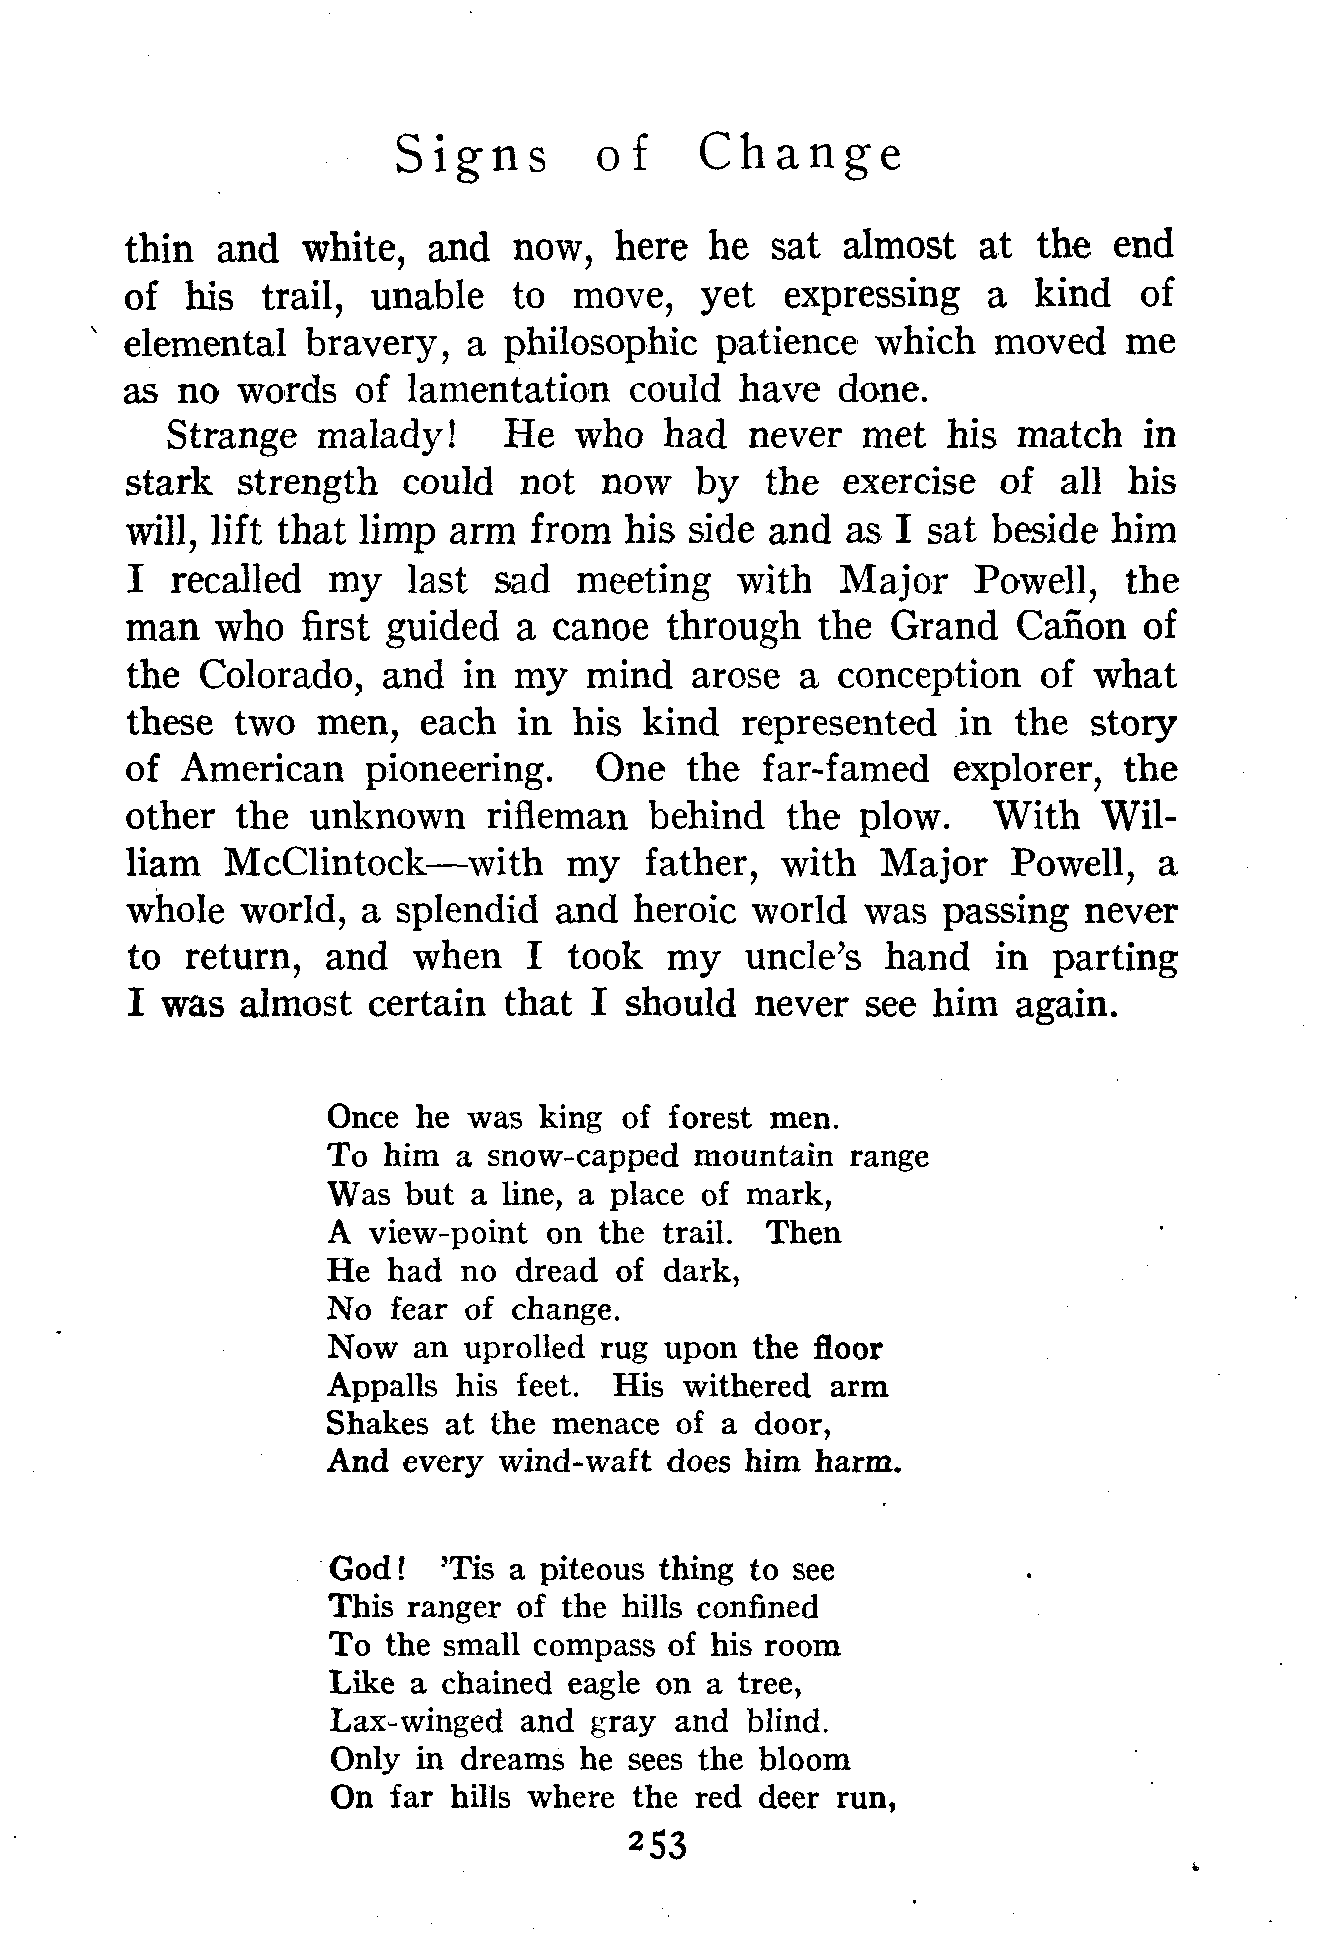 Signs of Change
thin and white, and now, here he sat almost at the end
of his trail, unable to move, yet expressing a kind of
elemental bravery, a philosophic patience which moved me
as no words of lamentation could have done.
Strange malady! He who had never met his match in
stark strength could not now by the exercise of all his
will, lift that limp arm from his side and as I sat beside him
I recalled my last sad meeting with Major Powell, the
man who first guided a canoe through the Grand Cañon of
the Colorado, and in my mind arose a conception of what
these two men, each in his kind represented in the story
of American pioneering. One the far-famed explorer, the
other the unknown rifleman behind the plow. With Wil-
liam McClintock—with my father, with Major Powell, a
whole world, a splendid and heroic world was passing never
to return, and when I took my uncle's hand in parting
I was almost certain that I should never see him again.
Once he was king of forest men.
To him a snow-capped mountain range
Was but a line, a place of mark,
A view-point on the trail. Then
He had no dread of dark,
No fear of change.
Now an uprolled rug upon the floor
Appalls his feet. His withered arm
Shakes at the menace of a door,
And every wind-waft does him harm.
God! 'Tis a piteous thing to see
This ranger of the hills confined
To the small compass of his room
Like a chained eagle on a tree,
Lax-winged and gray and blind.
Only in dreams he sees the bloom
On far hills where the red deer run,
253